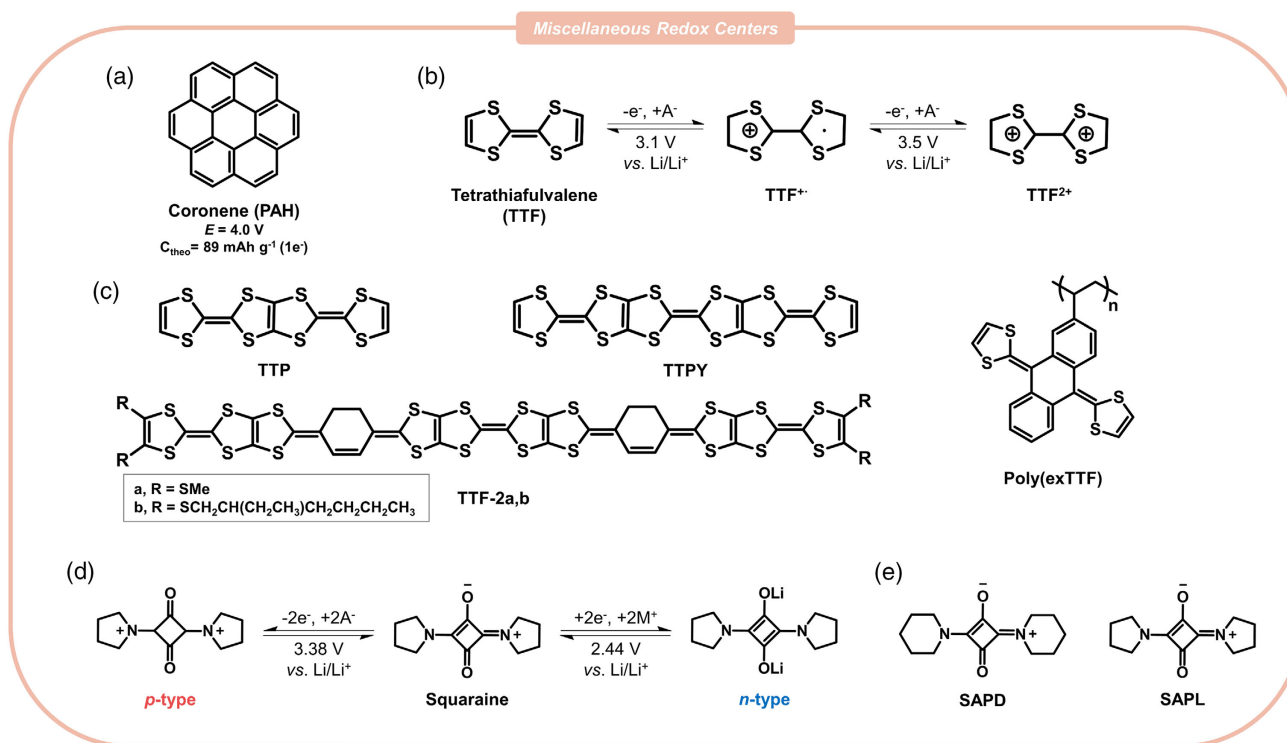 Miscellaneous Redox Centers
(a)
Coronene (PAH)
E = 4.0 V
Ctheo= 89 mAh g-1 (1e-)
(b)
S S S S
Tetrathiafulvalene
(TTF)
-e-, +A-
3.1 V
vs. Li/Li+
S S S S
⊕ ·
TTF+·
-e-, +A-
3.5 V
vs. Li/Li+
S S S S
⊕ ⊕
TTF2+
(c)
S S S S
S S S S
TTP
S S S S S S
S S S S S S
TTPY
n
S S
S S
Poly(exTTF)
R S S S S S S S S S S R
R S S S S S S S S S S R
a, R = SMe
b, R = SCH2CH(CH2CH3)CH2CH2CH2CH3
TTF-2a,b
(d)
O
N + N +
O
p-type
-2e-, +2A-
3.38 V
vs. Li/Li+
–
O
N N +
O
Squaraine
+2e-, +2M+
2.44 V
vs. Li/Li+
OLi
N N
OLi
n-type
(e)
–
O
N N +
O
SAPD
–
O
N N +
O
SAPL